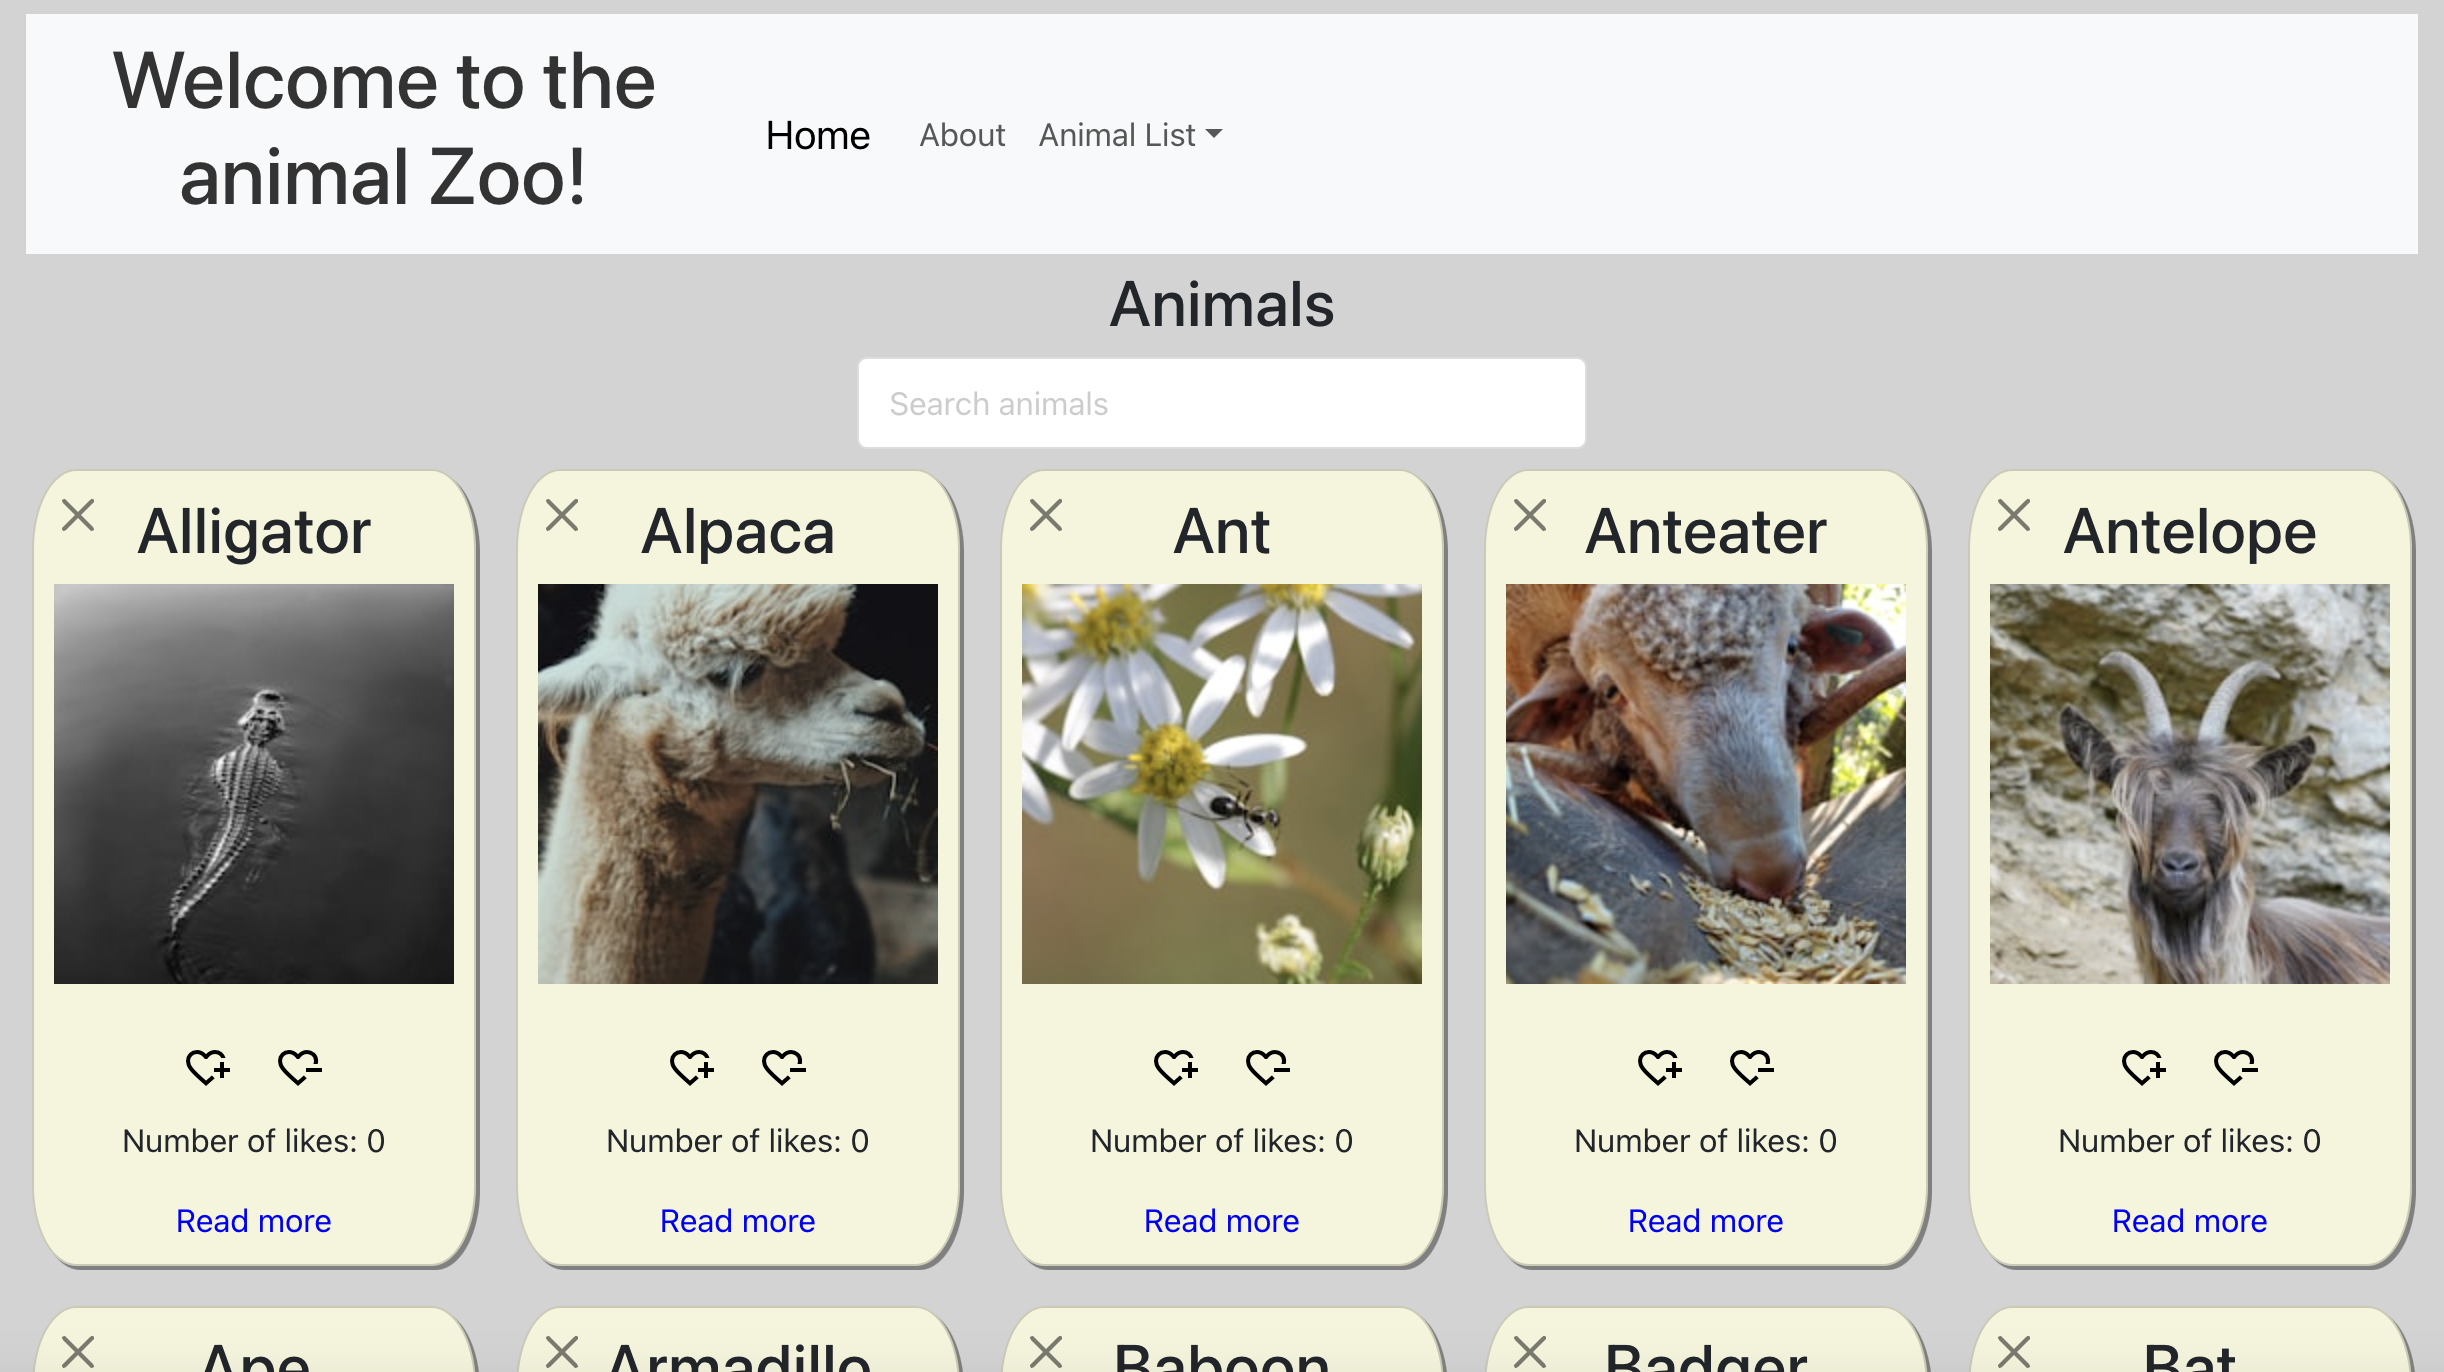 Welcome to the
animal Zoo!
Home About Animal List
Animals
Search animals
Alligator Alpaca Ant Anteater Antelope
Number of likes: 0 Number of likes: 0 Number of likes: 0 Number of likes: 0 Number of likes: 0
Read more Read more Read more Read more Read more
Ape Armadillo Baboon Badger Bat